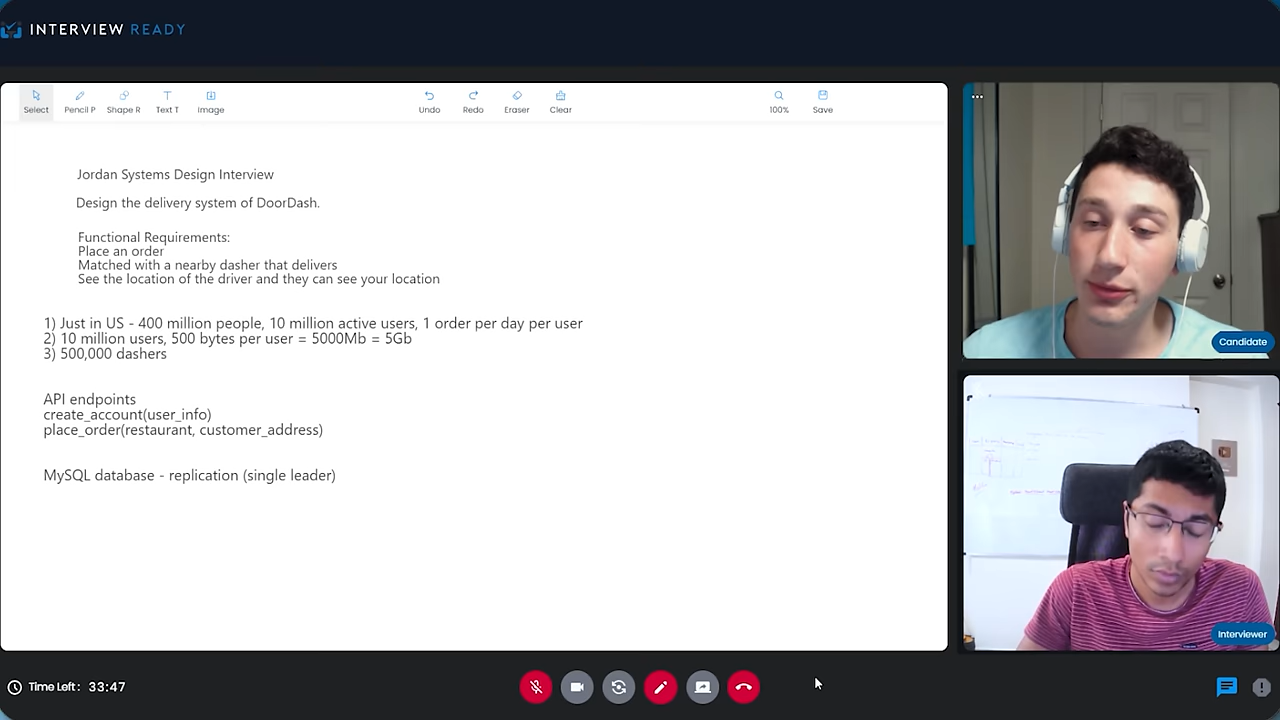 INTERVIEW READY
Select
Pencil P
Shape R
Text T
Image
Undo
Redo
Eraser
Clear
100%
Save
Jordan Systems Design Interview
Design the delivery system of DoorDash.
Functional Requirements:
Place an order
Matched with a nearby dasher that delivers
See the location of the driver and they can see your location
1) Just in US - 400 million people, 10 million active users, 1 order per day per user
2) 10 million users, 500 bytes per user = 5000Mb = 5Gb
3) 500,000 dashers
API endpoints
create_account(user_info)
place_order(restaurant, customer_address)
MySQL database - replication (single leader)
Candidate
Interviewer
Time Left : 33:47